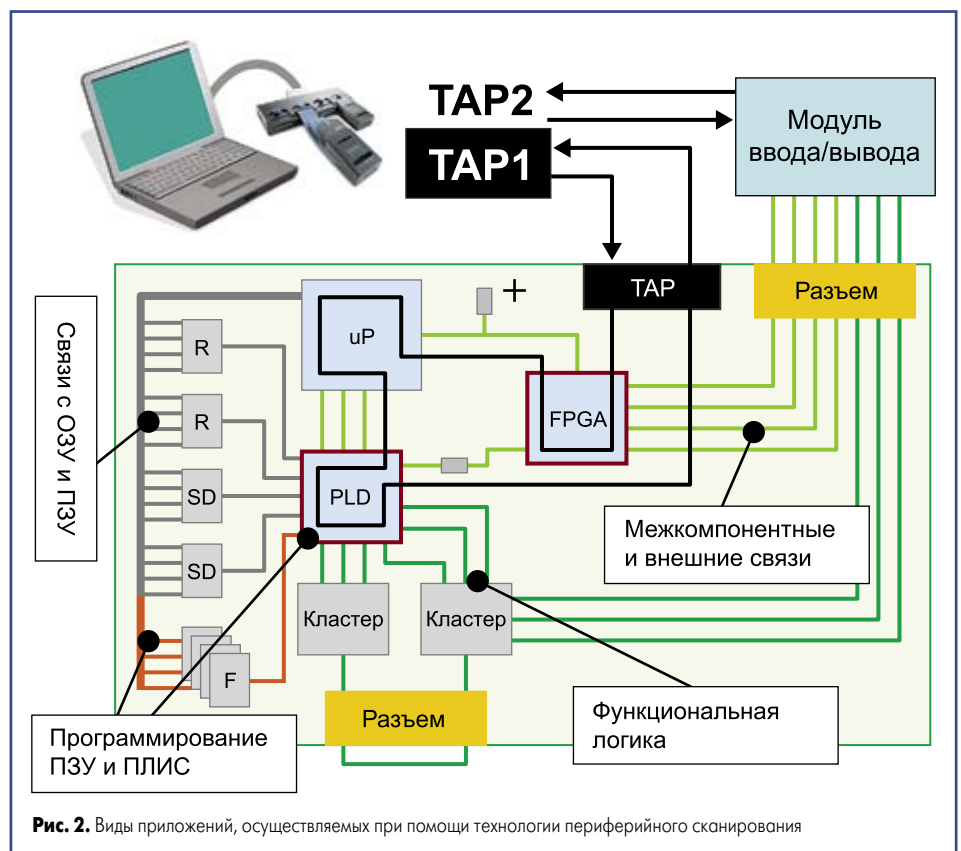 TAP2
TAP1
Модуль
ввода/вывода
TAP
Разъем
Связи с ОЗУ и ПЗУ
R
uP
R
FPGA
SD
PLD
SD
Межкомпонентные
и внешние связи
Кластер
Кластер
F
Разъем
Функциональная
логика
Программирование
ПЗУ и ПЛИС
+
Рис. 2. Виды приложений, осуществляемых при помощи технологии периферийного сканирования